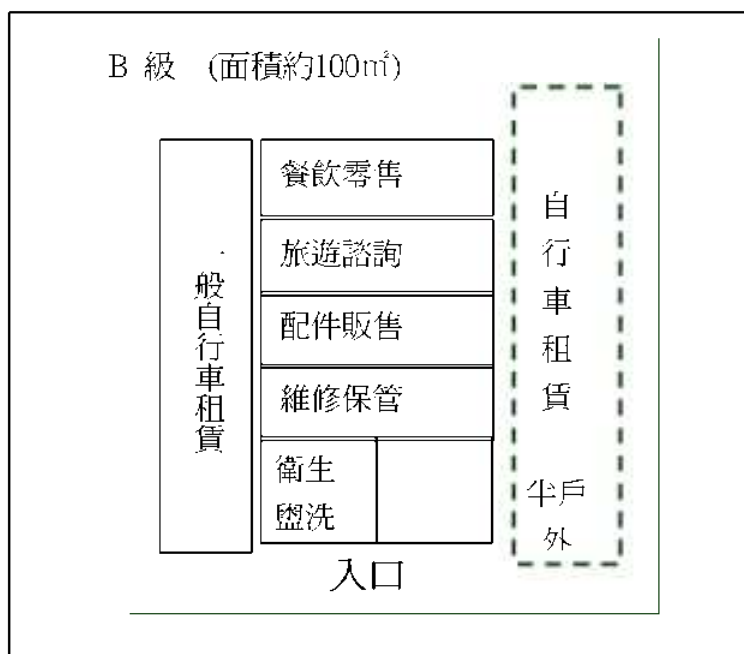 B 級 (面積約100㎡)
一般自行車租賃
餐飲零售
旅遊諮詢
配件販售
維修保管
衛生
盥洗
自行車租賃
半戶
外
入口